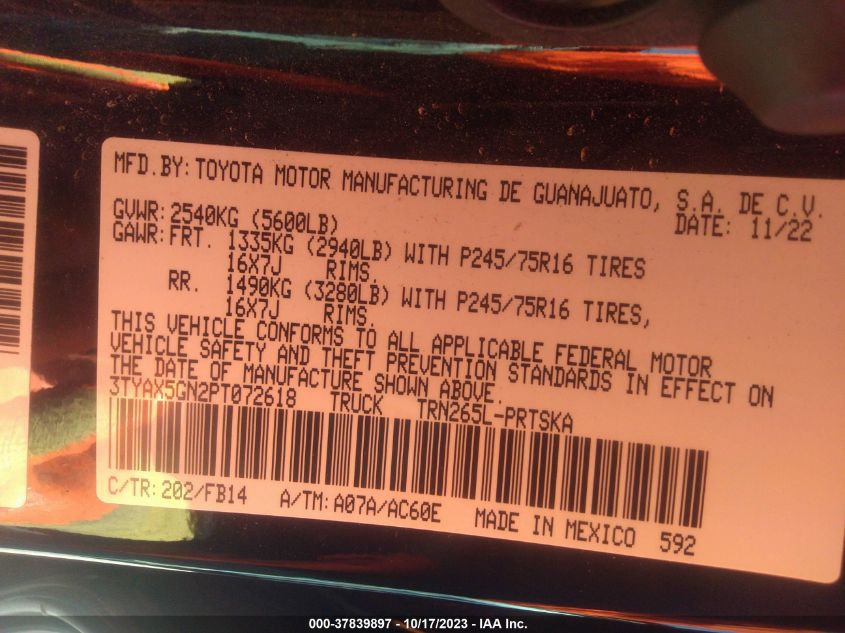 MFD.BY: TOYOTA MOTOR MANUFACTURING DE GUANAJUATO, S.A. DE C.V.
GVWR: 2540KG (5600LB) DATE: 11/22
GAWR: FRT. 1335KG (2940LB) WITH P245/75R16 TIRES
16X7J RIMS.
RR. 1490KG (3280LB) WITH P245/75R16 TIRES,
16X7J RIMS.
THIS VEHICLE CONFORMS TO ALL APPLICABLE FEDERAL MOTOR
VEHICLE SAFETY AND THEFT PREVENTION STANDARDS IN EFFECT ON
THE DATE OF MANUFACTURE SHOWN ABOVE.
3TYAX5GN2PT072618 TRUCK TRN265L-PRTSKA
C/TR: 202/FB14 A/TM: A07A/AC60E MADE IN MEXICO 592
000-37839897 - 10/17/2023 - IAA Inc.